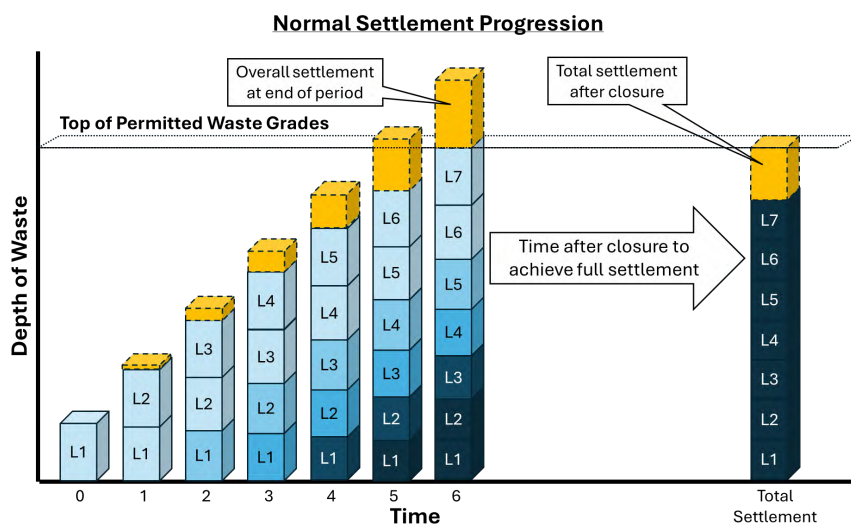 Normal Settlement Progression
Overall settlement
at end of period
Total settlement
after closure
Top of Permitted Waste Grades
Depth of Waste
L1
L2
L1
L3
L2
L1
L4
L3
L2
L1
L5
L4
L3
L2
L1
L6
L5
L4
L3
L2
L1
L7
L6
L5
L4
L3
L2
L1
Time after closure to
achieve full settlement
L7
L6
L5
L4
L3
L2
L1
0 1 2 3 4 5 6
Total
Settlement
Time